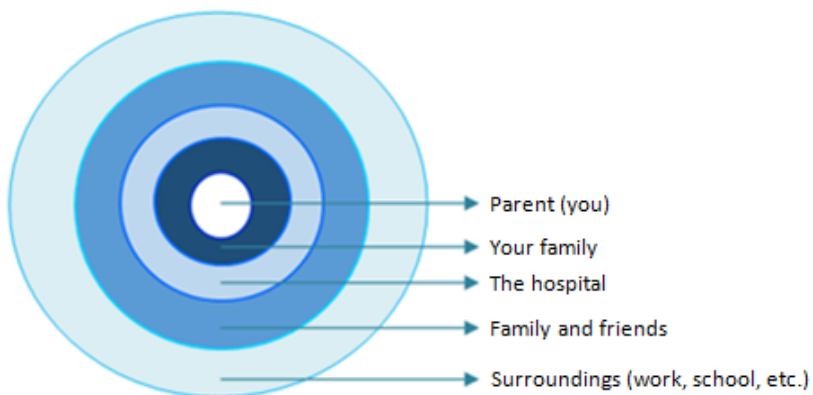 Parent (you)
Your family
The hospital
Family and friends
Surroundings (work, school, etc.)